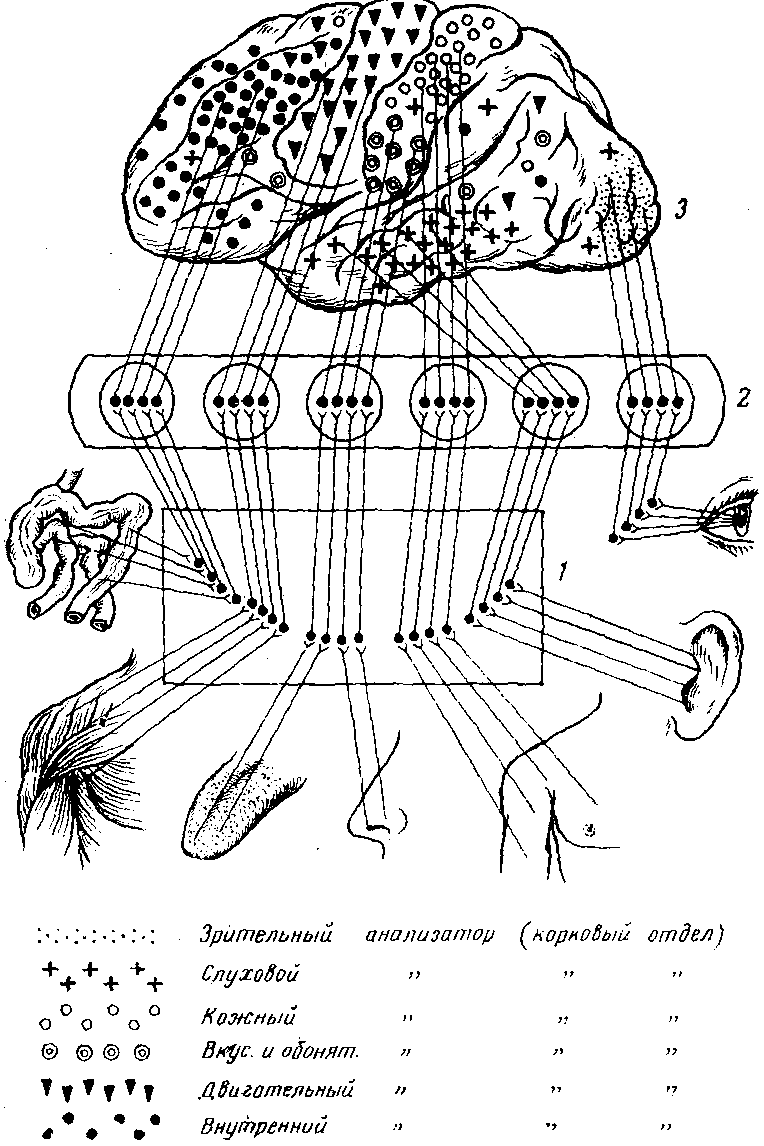 3
2
1
Зрительный анализатор (корковый отдел)
Слуховой " " "
Кожный " " "
Вкус. и обонят. " " "
Двигательный " " "
Внутренний " " "